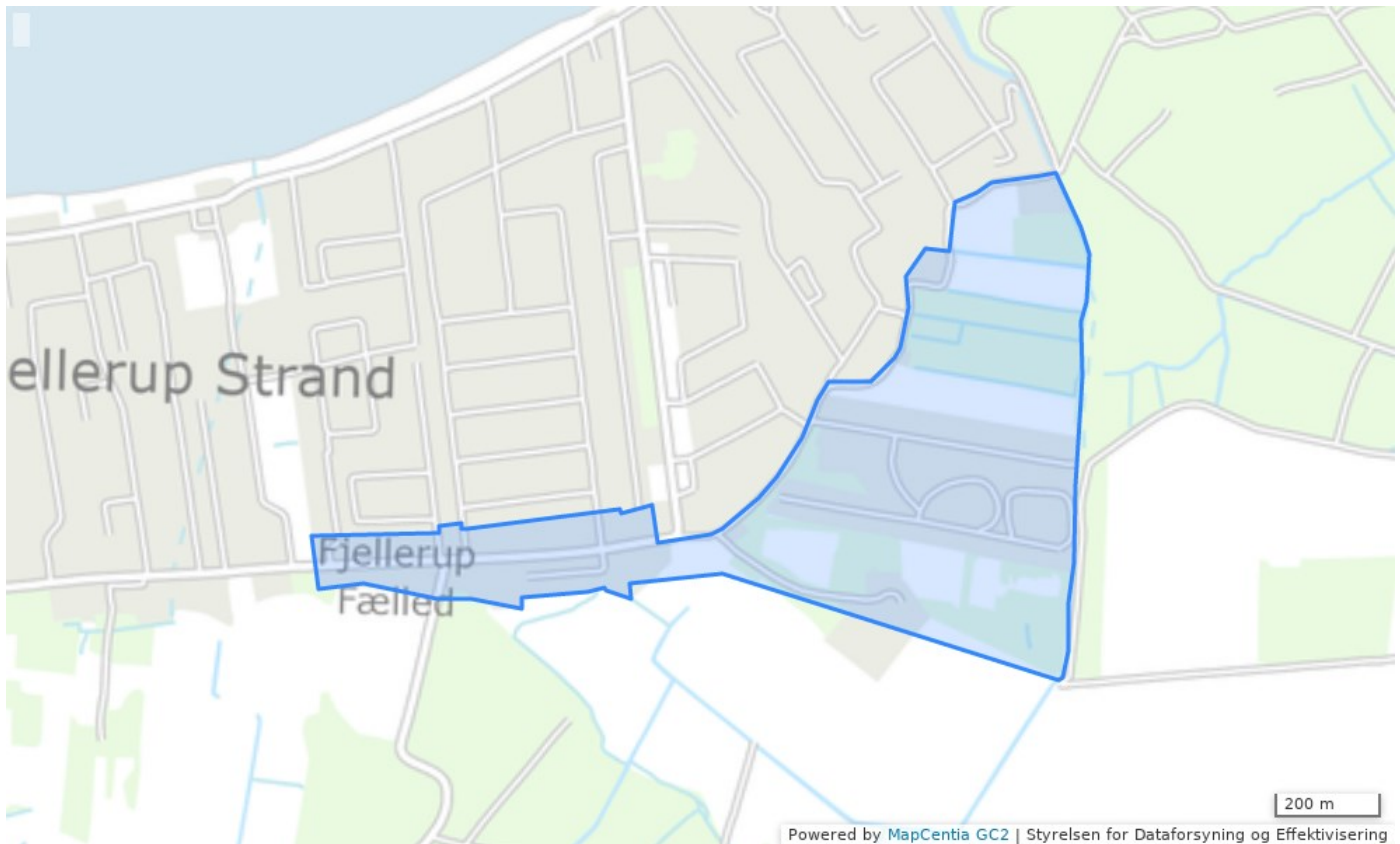 ellerup Strand
Fjellerup
Fælled
200 m
Powered by MapCentia GC2 | Styrelsen for Dataforsyning og Effektivisering